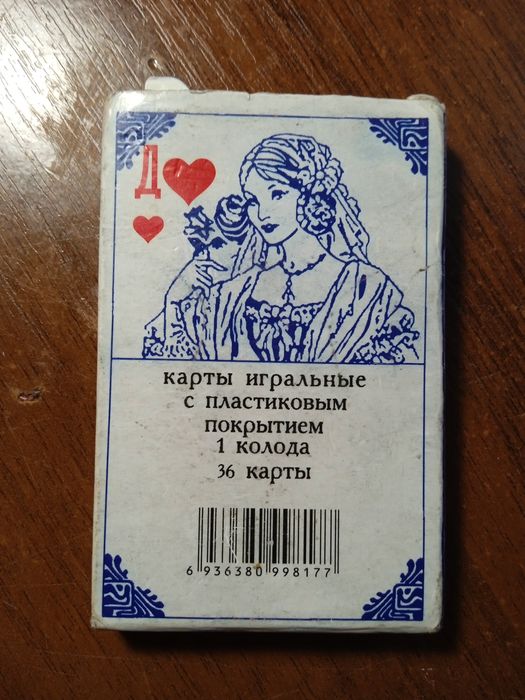 Д
карты игральные
с пластиковым
покрытием
1 колода
36 карты
6 936380 998177